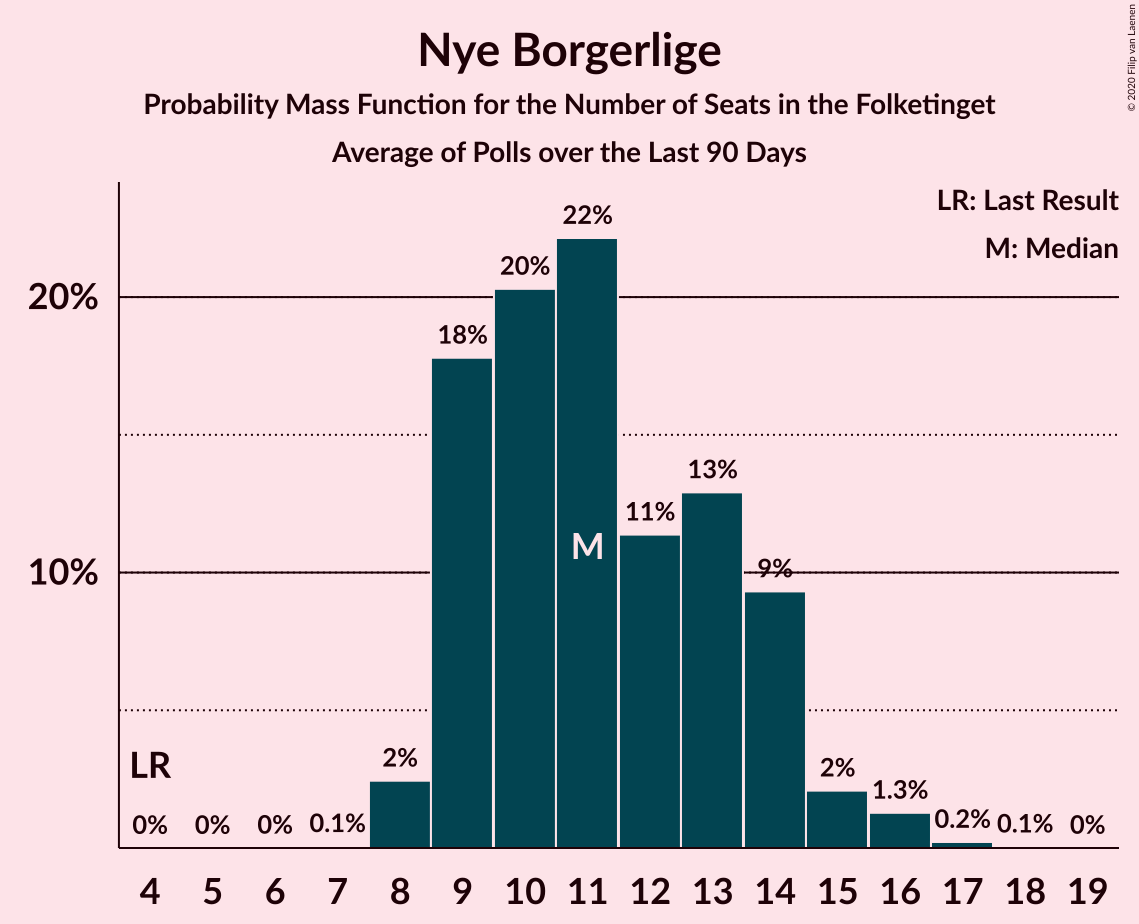 Nye Borgerlige
Probability Mass Function for the Number of Seats in the Folketinget
Average of Polls over the Last 90 Days
© 2020 Filip van Laenen
LR: Last Result
M: Median
20%
10%
22%
20%
18%
13%
11%
9%
M
LR
2%
2%
1.3%
0% 0% 0% 0.1% 0.2% 0.1% 0%
4 5 6 7 8 9 10 11 12 13 14 15 16 17 18 19